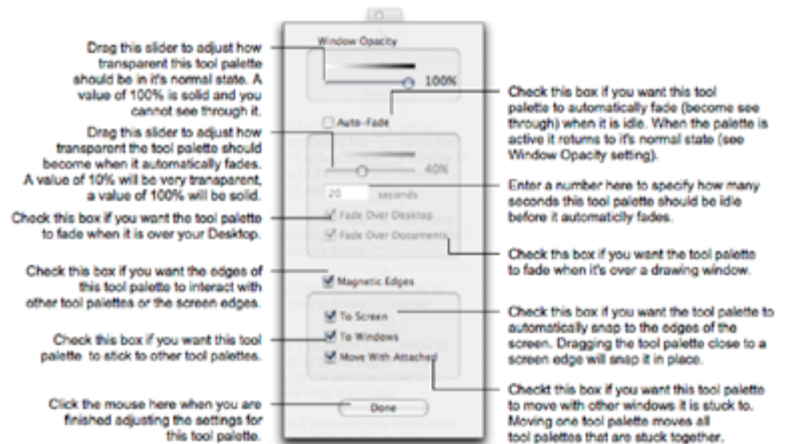 Drag this slider to adjust how
transparent this tool palette
should be in it's normal state. A
value of 100% is solid and you
cannot see through it.
Drag this slider to adjust how
transparent the tool palette should
become when it automatically fades.
A value of 10% will be very transparent,
a value of 100% will be solid.
Check this box if you want the tool palette
to fade when it is over your Desktop.
Check this box if you want the edges of
this tool palette to interact with
other tool palettes or the screen edges.
Check this box if you want this tool
palette to stick to other tool palettes.
Click the mouse here when you are
finished adjusting the settings for
this tool palette.
Window Opacity
100%
Auto-Fade
40%
20 seconds
Fade Over Desktop
Fade Over Documents
Magnetic Edges
To Screen
To Windows
Move With Attached
Done
Check this box if you want this tool
palette to automatically fade (become see
through) when it is idle. When the palette is
active it returns to it's normal state (see
Window Opacity setting).
Enter a number here to specify how many
seconds this tool palette should be idle
before it automaticlly fades.
Check ths box if you want the tool palette
to fade when it's over a drawing window.
Check this box if you want the tool palette to
automatically snap to the edges of the
screen. Dragging the tool palette close to a
screen edge will snap it in place.
Checkt this box if you want this tool palette
to move with other windows it is stuck to.
Moving one tool palette moves all
tool palettes that are stuck together.